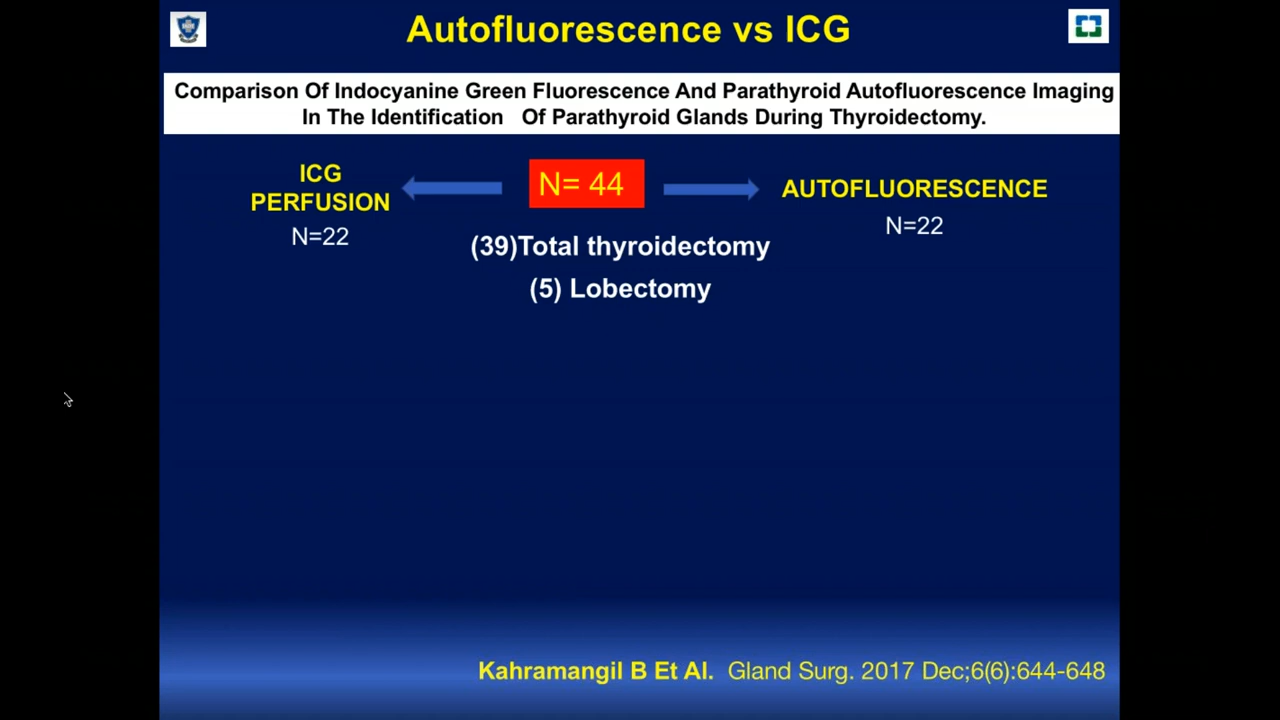 Autofluorescence vs ICG
Comparison Of Indocyanine Green Fluorescence And Parathyroid Autofluorescence Imaging
In The Identification Of Parathyroid Glands During Thyroidectomy.
ICG
PERFUSION
N=22
N= 44
(39)Total thyroidectomy
(5) Lobectomy
AUTOFLUORESCENCE
N=22
Kahramangil B Et Al. Gland Surg. 2017 Dec;6(6):644-648